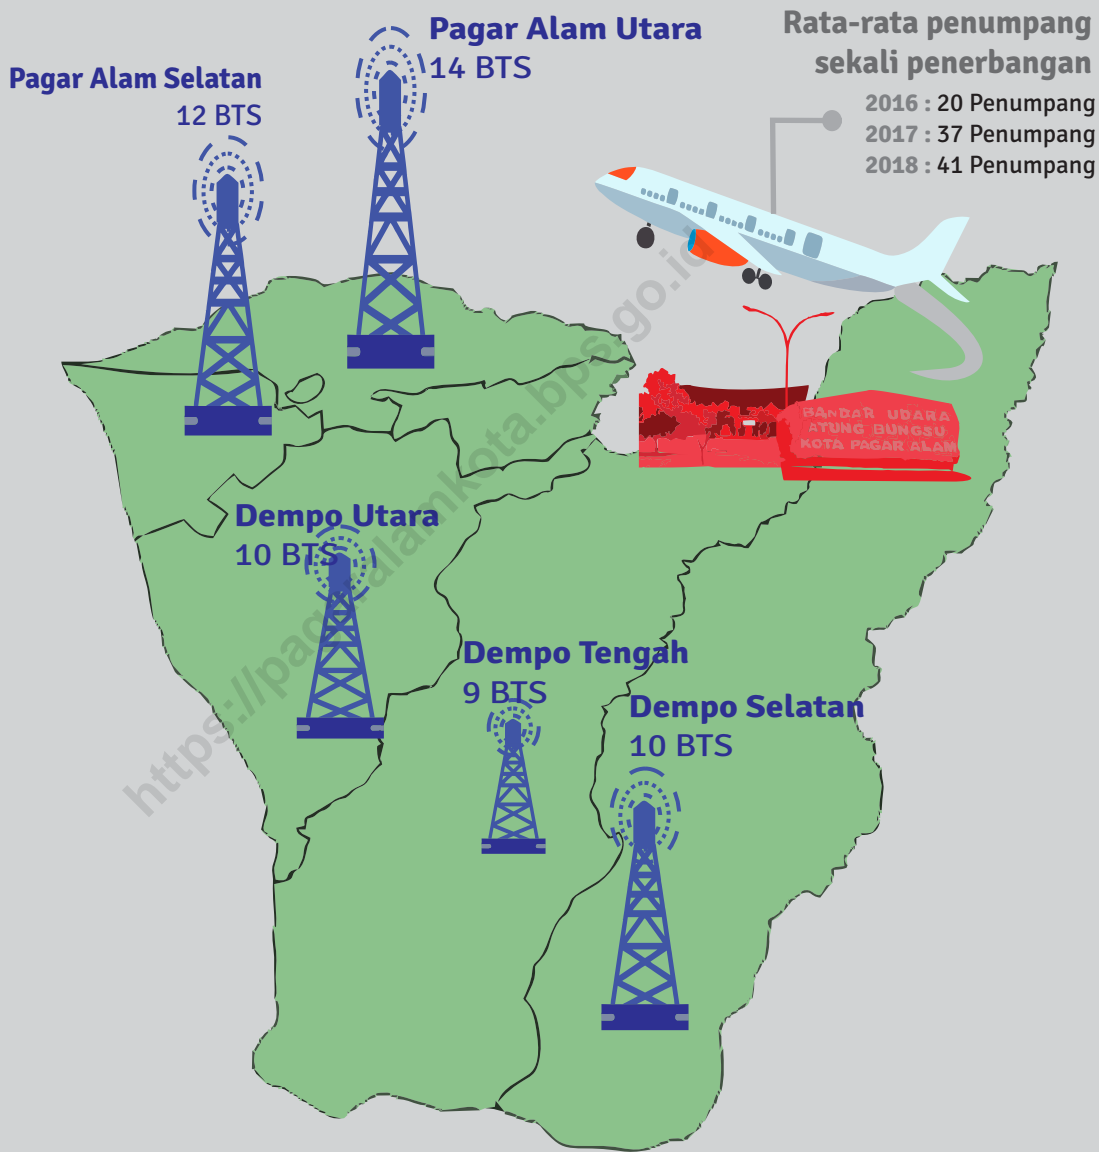 Pagar Alam Utara
14 BTS
Pagar Alam Selatan
12 BTS
Rata-rata penumpang
sekali penerbangan
2016 : 20 Penumpang
2017 : 37 Penumpang
2018 : 41 Penumpang
BANDAR UDARA
ATUNG BUNGSU
KOTA PAGAR ALAM
Dempo Utara
10 BTS
Dempo Tengah
9 BTS
Dempo Selatan
10 BTS
https://pagaralamkota.bps.go.id